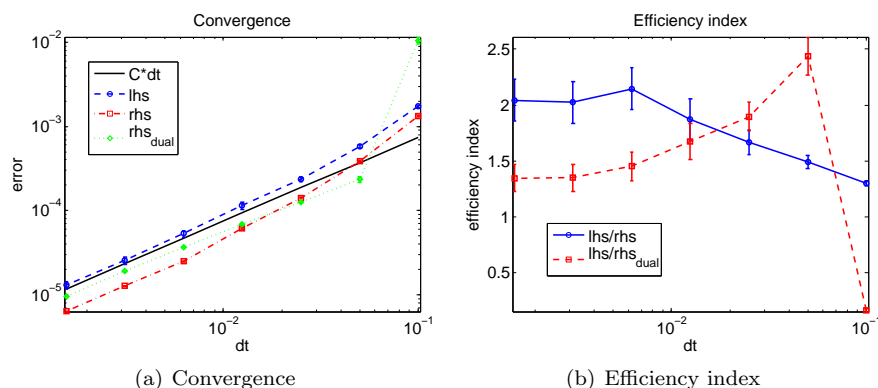 Convergence
10^-2
10^-3
10^-4
10^-5
error
C*dt
lhs
rhs
rhs_dual
10^-2
10^-1
dt
(a) Convergence
Efficiency index
2.5
2
1.5
1
0.5
efficiency index
lhs/rhs
lhs/rhs_dual
10^-2
10^-1
dt
(b) Efficiency index